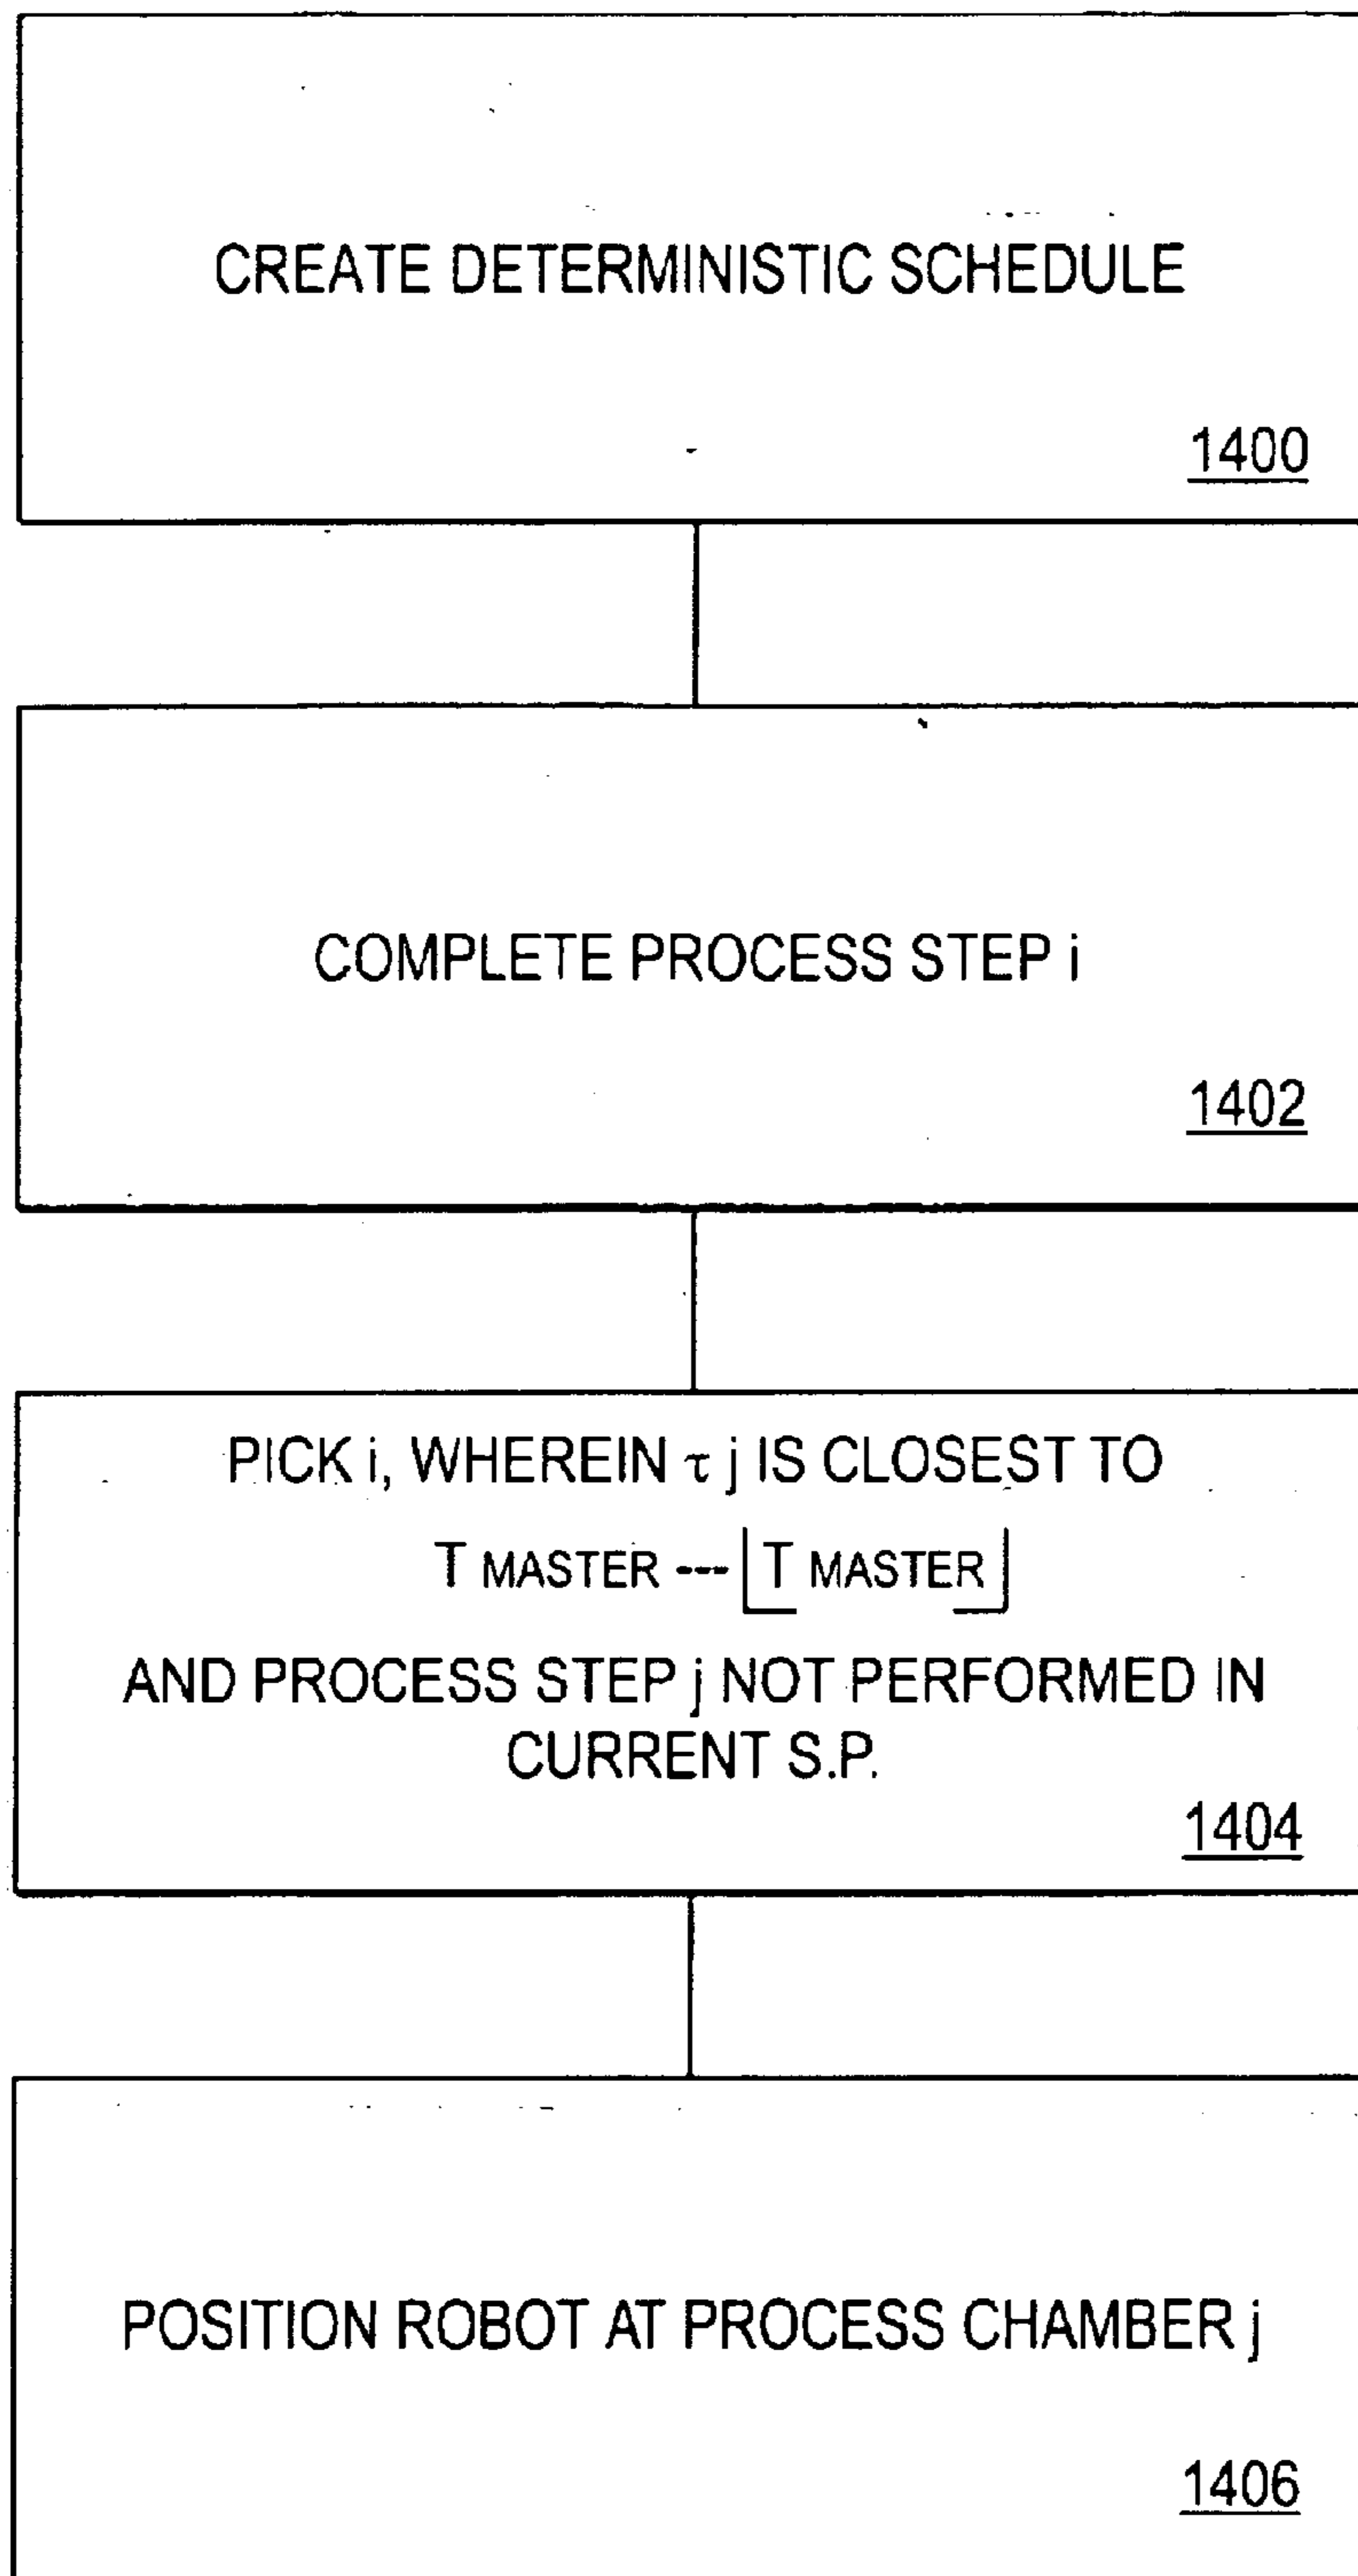 CREATE DETERMINISTIC SCHEDULE
1400
COMPLETE PROCESS STEP i
1402
PICK i, WHEREIN τ j IS CLOSEST TO
T MASTER --- ⌊T MASTER⌋
AND PROCESS STEP j NOT PERFORMED IN
CURRENT S.P.
1404
POSITION ROBOT AT PROCESS CHAMBER j
1406